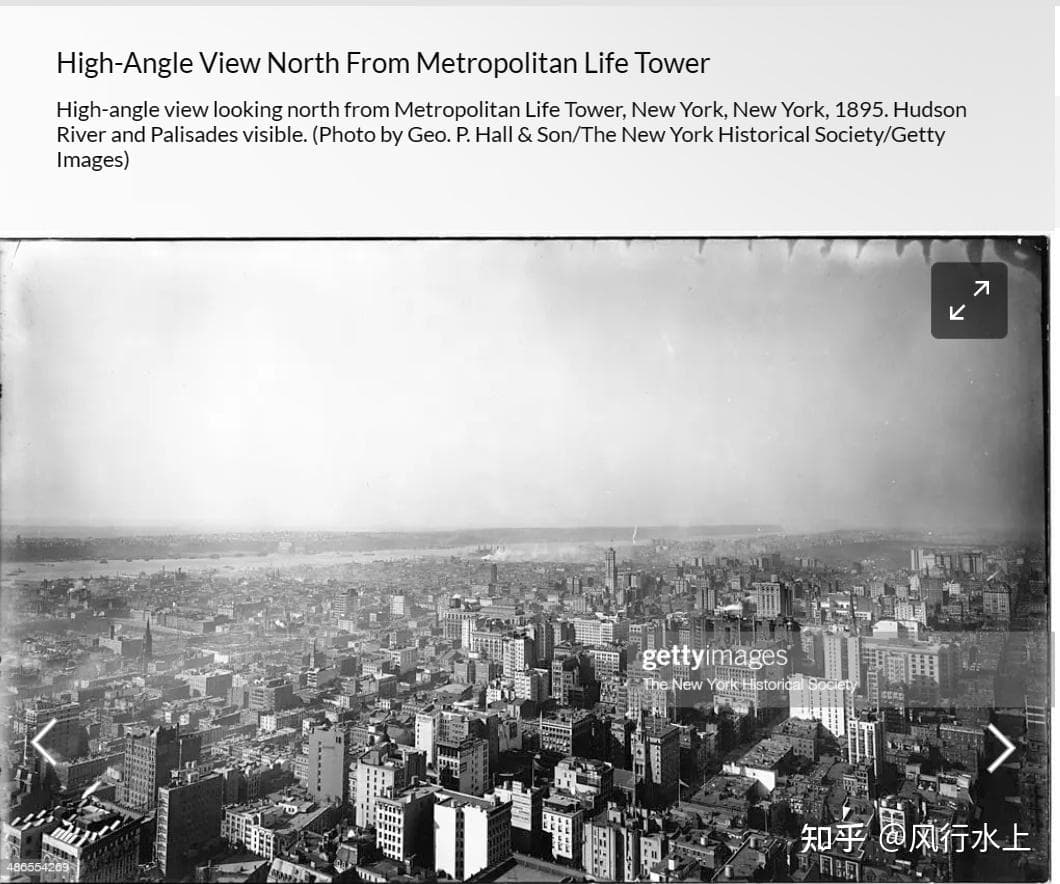 High-Angle View North From Metropolitan Life Tower
High-angle view looking north from Metropolitan Life Tower, New York, New York, 1895. Hudson
River and Palisades visible. (Photo by Geo. P. Hall & Son/The New York Historical Society/Getty
Images)
gettyimages
The New York Historical Society
知乎 @风行水上
486554269